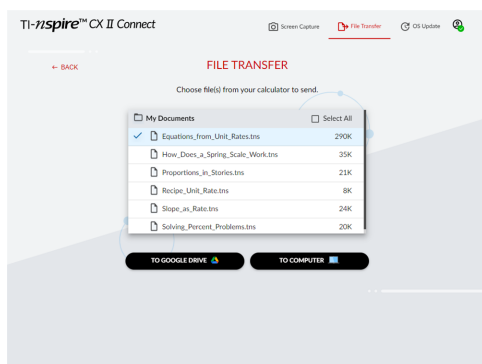 TI-nspire™ CX II Connect
Screen Capture
File Transfer
OS Update
← BACK
FILE TRANSFER
Choose file(s) from your calculator to send.
My Documents
Select All
Equations_from_Unit_Rates.tns 290K
How_Does_a_Spring_Scale_Work.tns 35K
Proportions_in_Stories.tns 21K
Recipe_Unit_Rate.tns 8K
Slope_as_Rate.tns 24K
Solving_Percent_Problems.tns 20K
TO GOOGLE DRIVE
TO COMPUTER